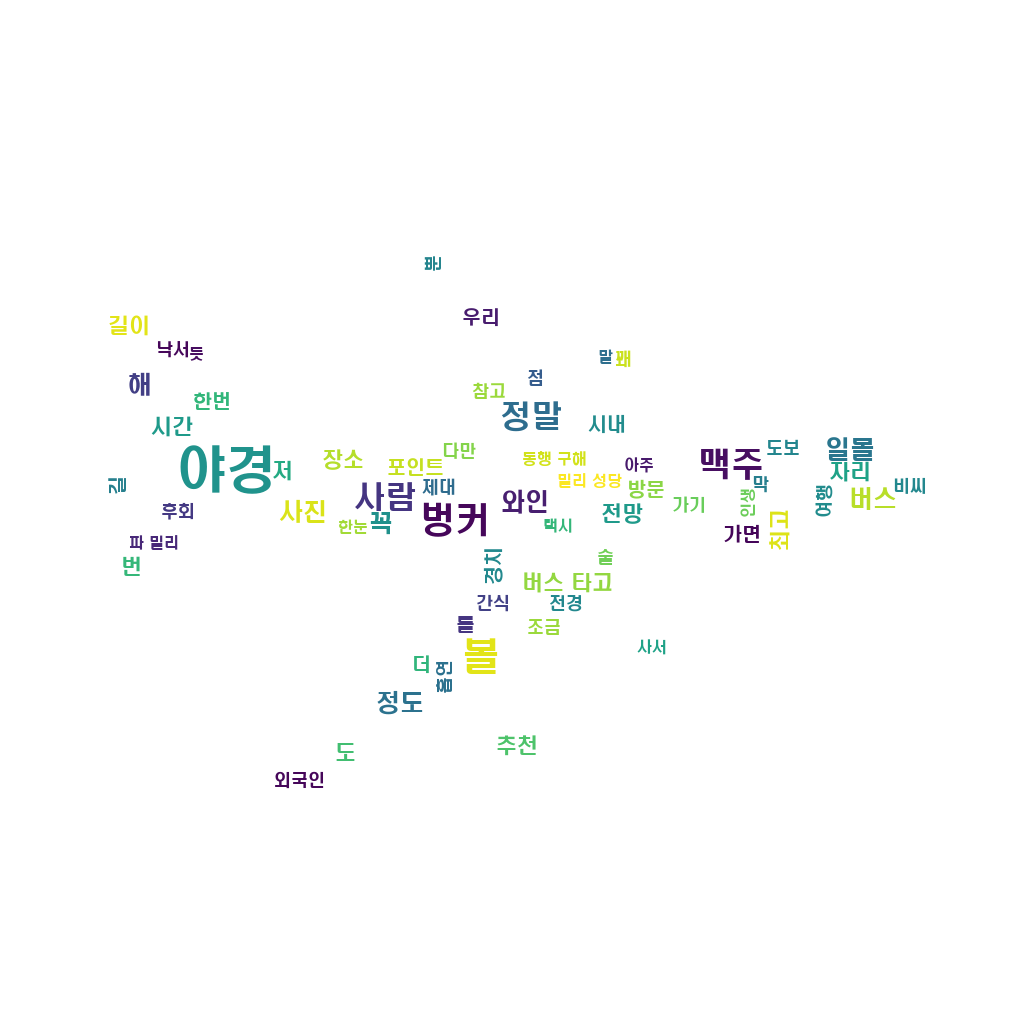 뿐
우리
길이
낙서
듯
말
꽤
해
점
참고
한번
정말
시간
시내
다만
일몰
도보
장소
동행 구해
맥주
야경
저
포인트
아주
자리
밀리 성당
막
길
제대
방문
비씨
사람
버스
여행
와인
인생
가기
사진
후회
전망
벙커
꼭
한눈
택시
최고
가면
파 밀리
술
번
경치
버스 타고
간식
전경
들
조금
사서
볼
더
흡연
정도
추천
도
외국인